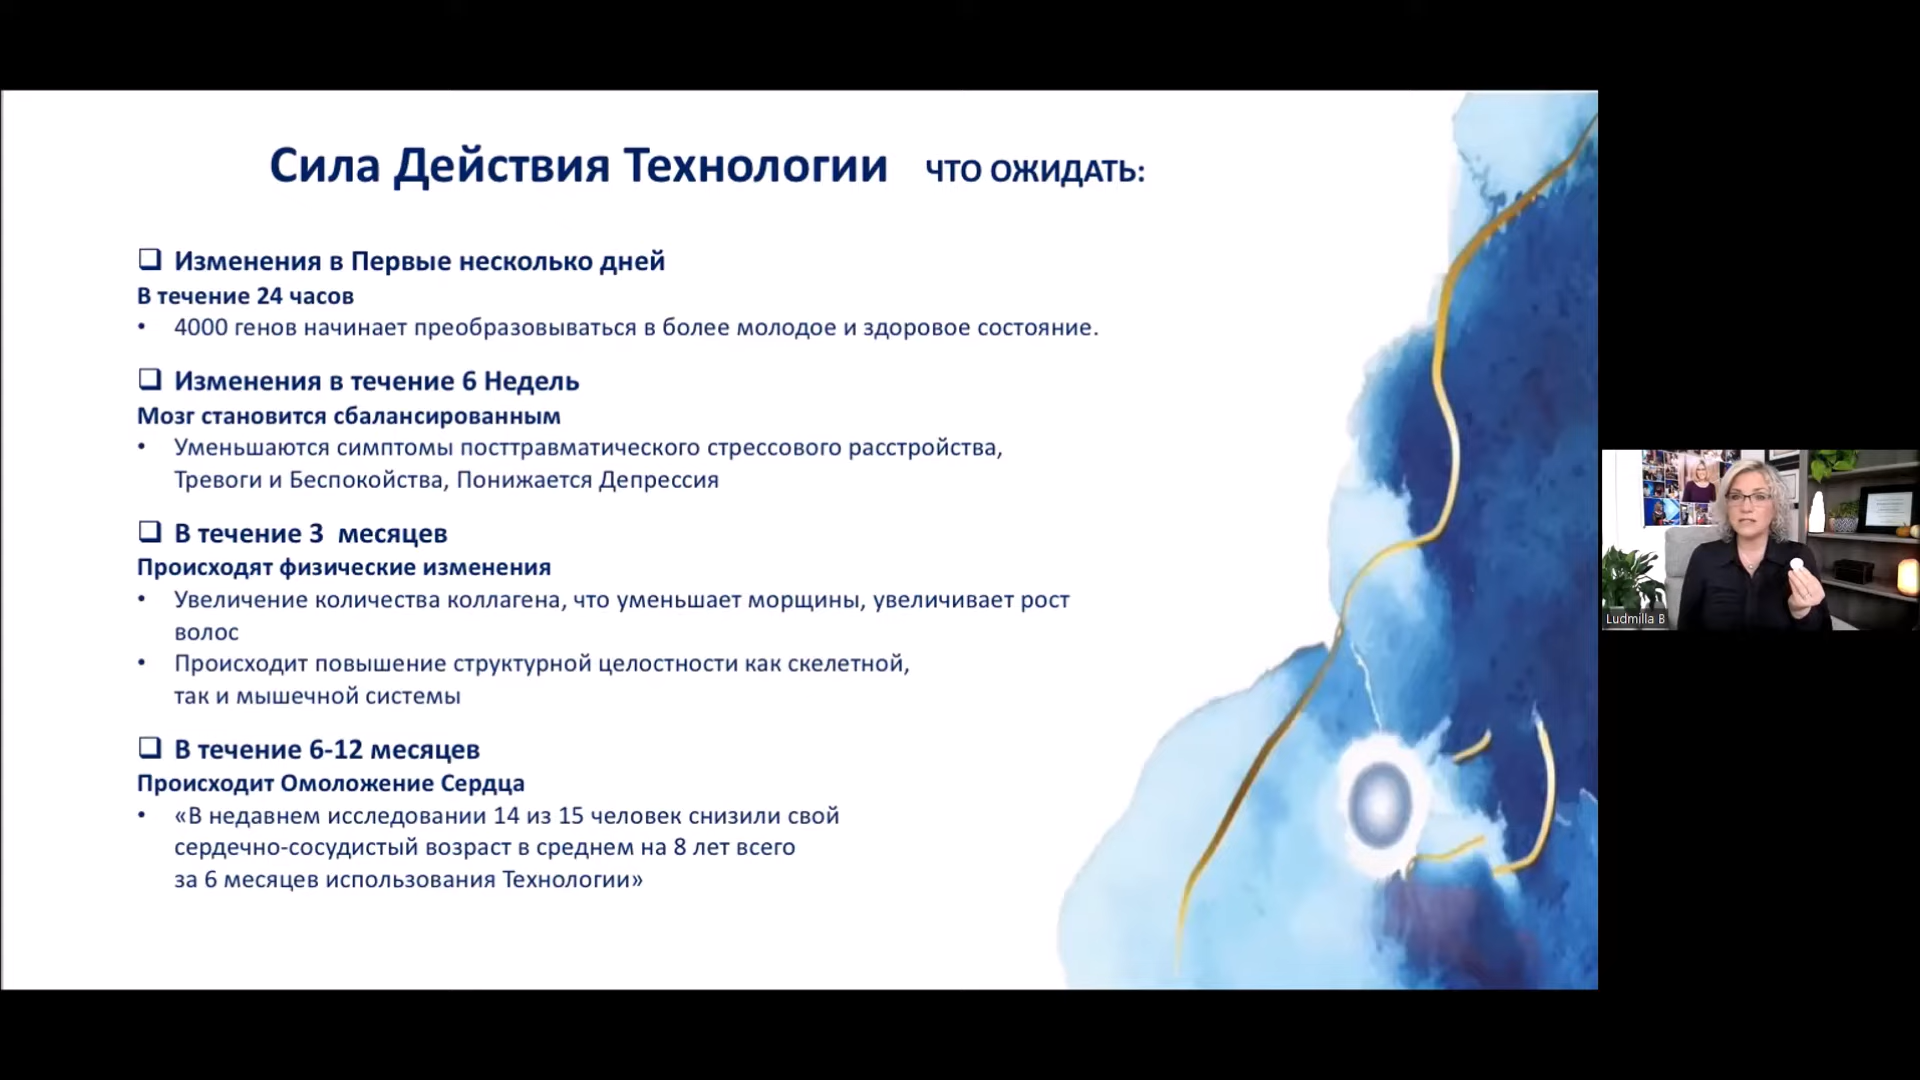 Сила Действия Технологии ЧТО ОЖИДАТЬ:
❑ Изменения в Первые несколько дней
В течение 24 часов
• 4000 генов начинает преобразовываться в более молодое и здоровое состояние.
❑ Изменения в течение 6 Недель
Мозг становится сбалансированным
• Уменьшаются симптомы посттравматического стрессового расстройства,
Тревоги и Беспокойства, Понижается Депрессия
❑ В течение 3 месяцев
Происходят физические изменения
• Увеличение количества коллагена, что уменьшает морщины, увеличивает рост
волос
• Происходит повышение структурной целостности как скелетной,
так и мышечной системы
❑ В течение 6-12 месяцев
Происходит Омоложение Сердца
• «В недавнем исследовании 14 из 15 человек снизили свой
сердечно-сосудистый возраст в среднем на 8 лет всего
за 6 месяцев использования Технологии»
Ludmilla B